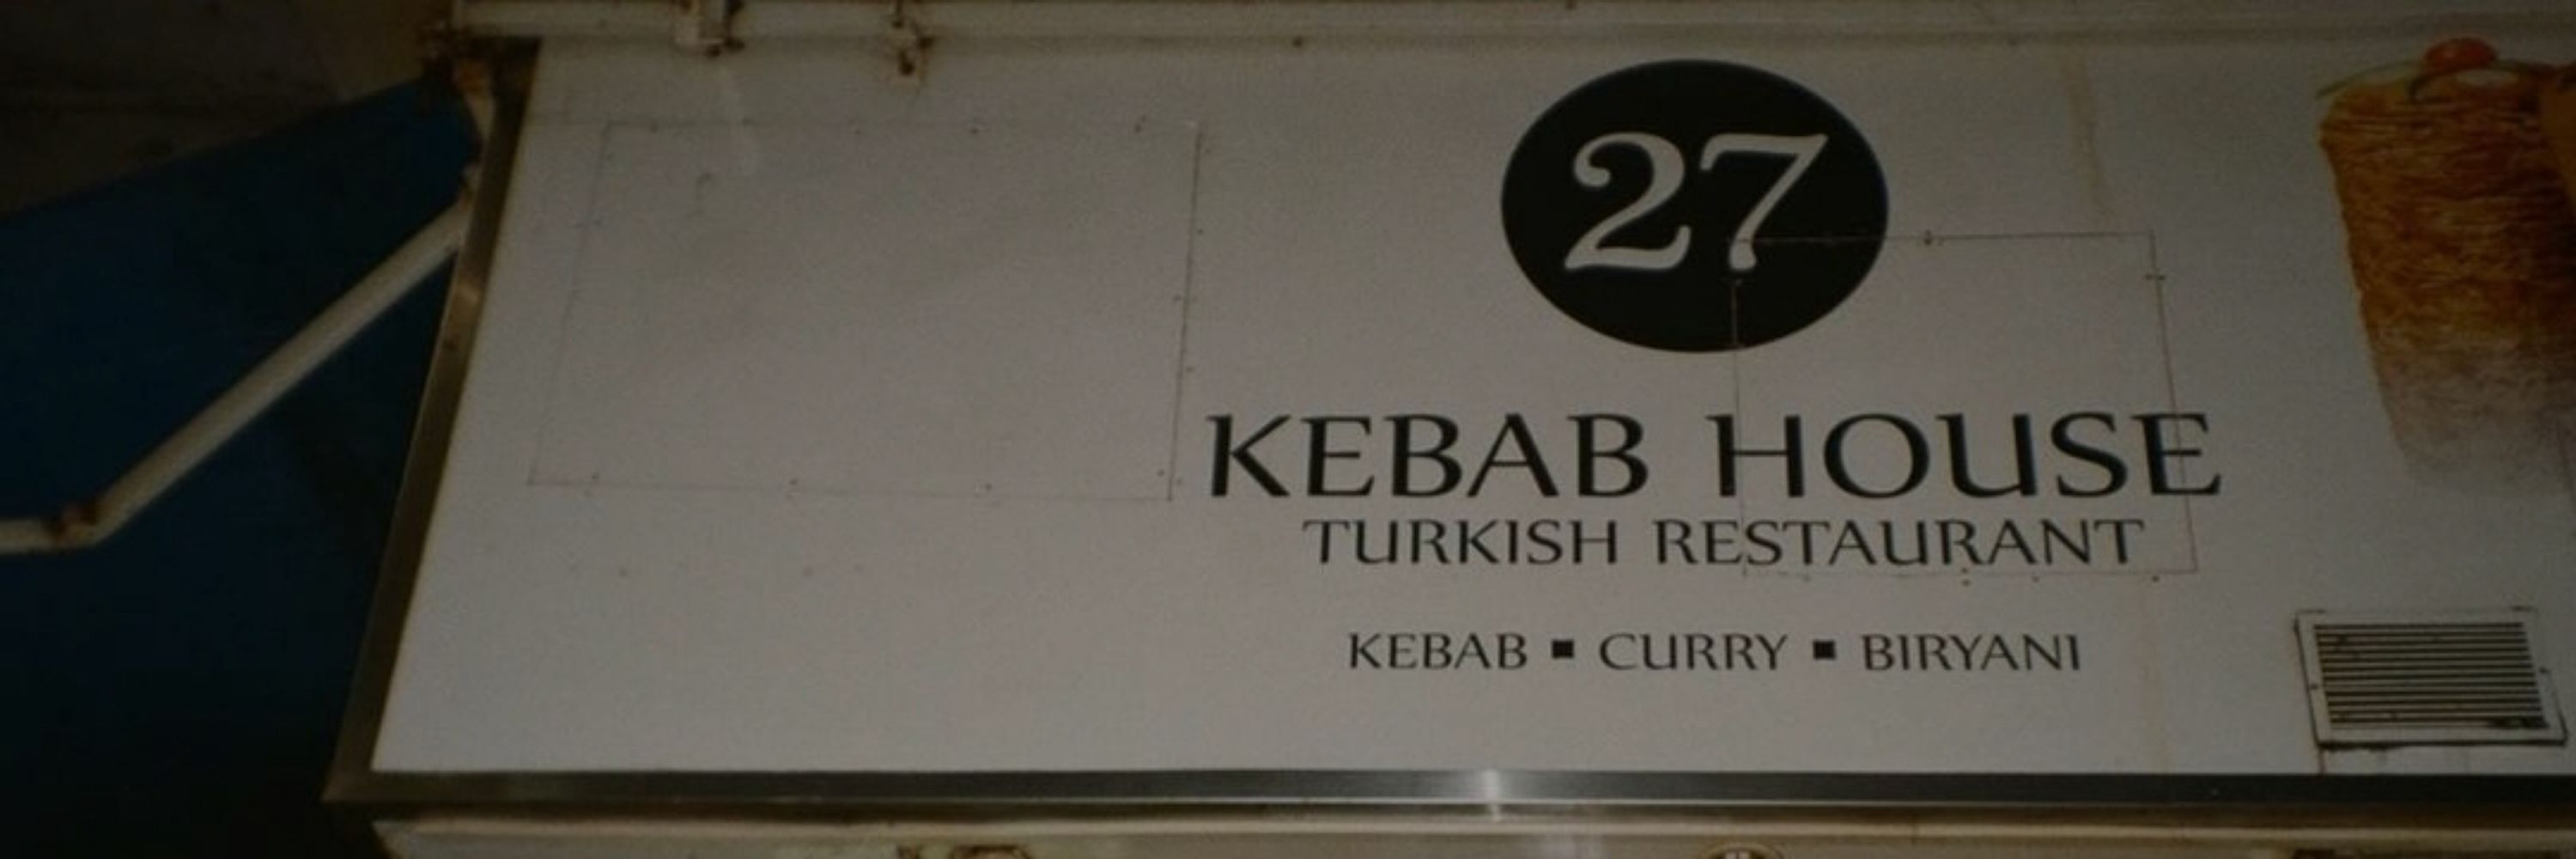 27
KEBAB HOUSE
TURKISH RESTAURANT
KEBAB ▪ CURRY ▪ BIRYANI